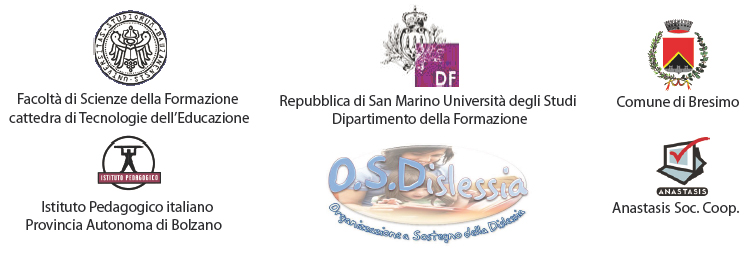 Facoltà di Scienze della Formazione
cattedra di Tecnologie dell'Educazione
DF
Repubblica di San Marino Università degli Studi
Dipartimento della Formazione
Comune di Bresimo
ISTITUTO PEDAGOGICO
Istituto Pedagogico italiano
Provincia Autonoma di Bolzano
O.S.Dislessia
Organizzazione a Sostegno della Dislessia
ANASTASIS
Anastasis Soc. Coop.